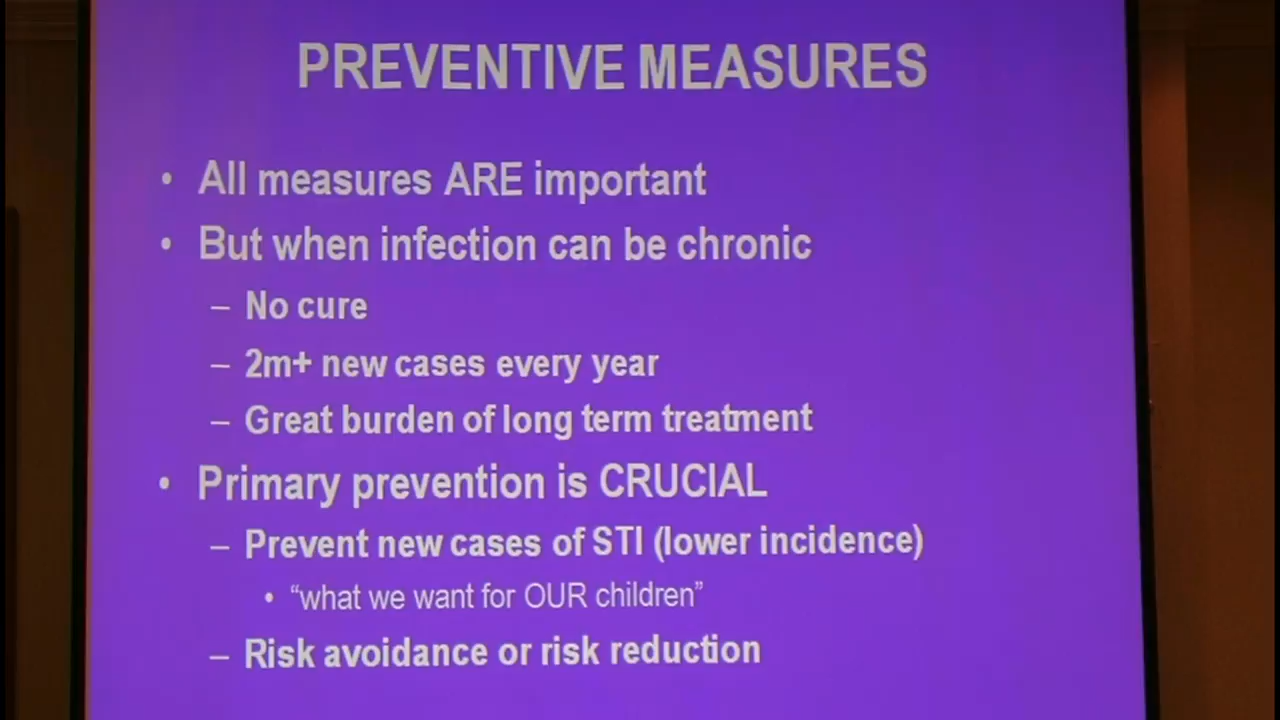 PREVENTIVE MEASURES
• All measures ARE important
• But when infection can be chronic
– No cure
– 2m+ new cases every year
– Great burden of long term treatment
• Primary prevention is CRUCIAL
– Prevent new cases of STI (lower incidence)
• “what we want for OUR children”
– Risk avoidance or risk reduction